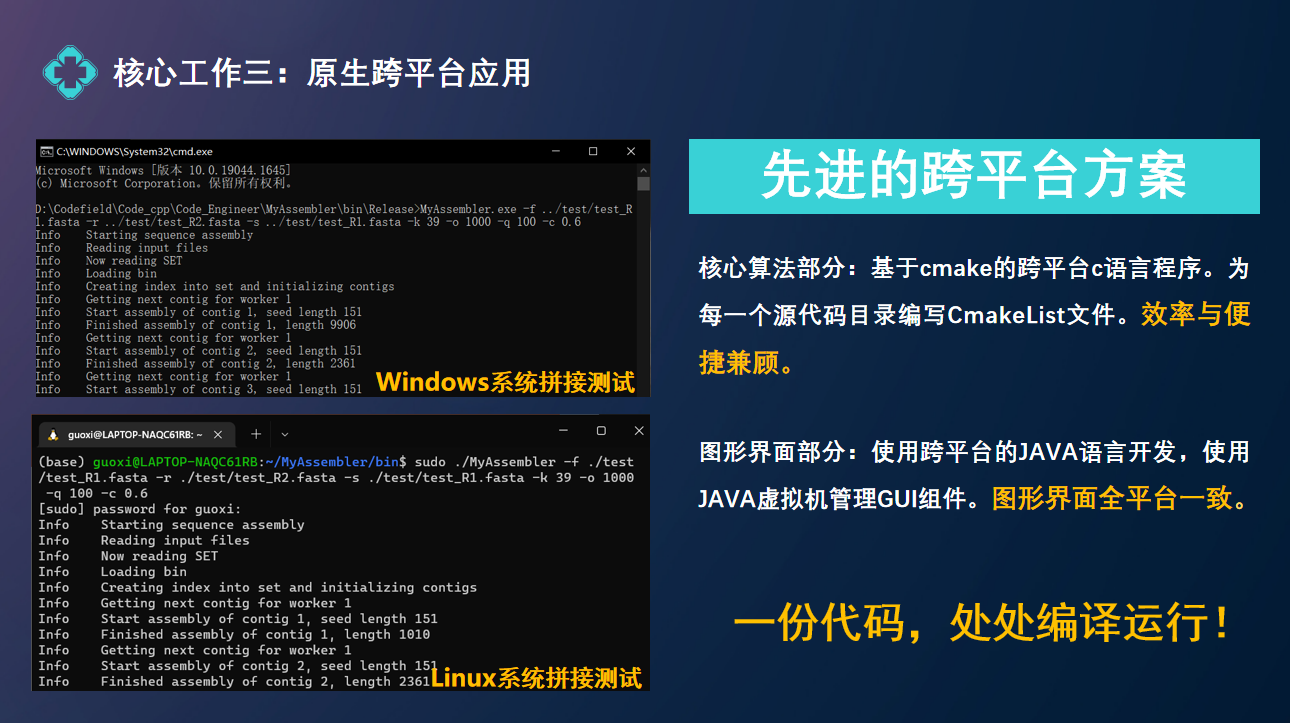 核心工作三：原生跨平台应用
C:\WINDOWS\System32\cmd.exe
Microsoft Windows [版本 10.0.19044.1645]
(c) Microsoft Corporation。保留所有权利。
D:\Codefield\Code_cpp\Code_Engineer\MyAssembler\bin\Release>MyAssembler.exe -f ../test/test_R
1.fasta -r ../test/test_R2.fasta -s ../test/test_R1.fasta -k 39 -o 1000 -q 100 -c 0.6
Info Starting sequence assembly
Info Reading input files
Info Now reading SET
Info Loading bin
Info Creating index into set and initializing contigs
Info Getting next contig for worker 1
Info Start assembly of contig 1, seed length 151
Info Finished assembly of contig 1, length 9906
Info Getting next contig for worker 1
Info Start assembly of contig 2, seed length 151
Info Finished assembly of contig 2, length 2361
Info Getting next contig for worker 1
Info Start assembly of contig 3, seed length 151
Windows系统拼接测试
guoxi@LAPTOP-NAQC61RB: ~
(base) guoxi@LAPTOP-NAQC61RB:~/MyAssembler/bin$ sudo ./MyAssembler -f ./test
/test_R1.fasta -r ./test/test_R2.fasta -s ./test/test_R1.fasta -k 39 -o 1000
-q 100 -c 0.6
[sudo] password for guoxi:
Info Starting sequence assembly
Info Reading input files
Info Now reading SET
Info Loading bin
Info Creating index into set and initializing contigs
Info Getting next contig for worker 1
Info Start assembly of contig 1, seed length 151
Info Finished assembly of contig 1, length 1010
Info Getting next contig for worker 1
Info Start assembly of contig 2, seed length 151
Info Finished assembly of contig 2, length 2361
Linux系统拼接测试
先进的跨平台方案
核心算法部分：基于cmake的跨平台c语言程序。为
每一个源代码目录编写CmakeList文件。效率与便
捷兼顾。
图形界面部分：使用跨平台的JAVA语言开发，使用
JAVA虚拟机管理GUI组件。图形界面全平台一致。
一份代码，处处编译运行！